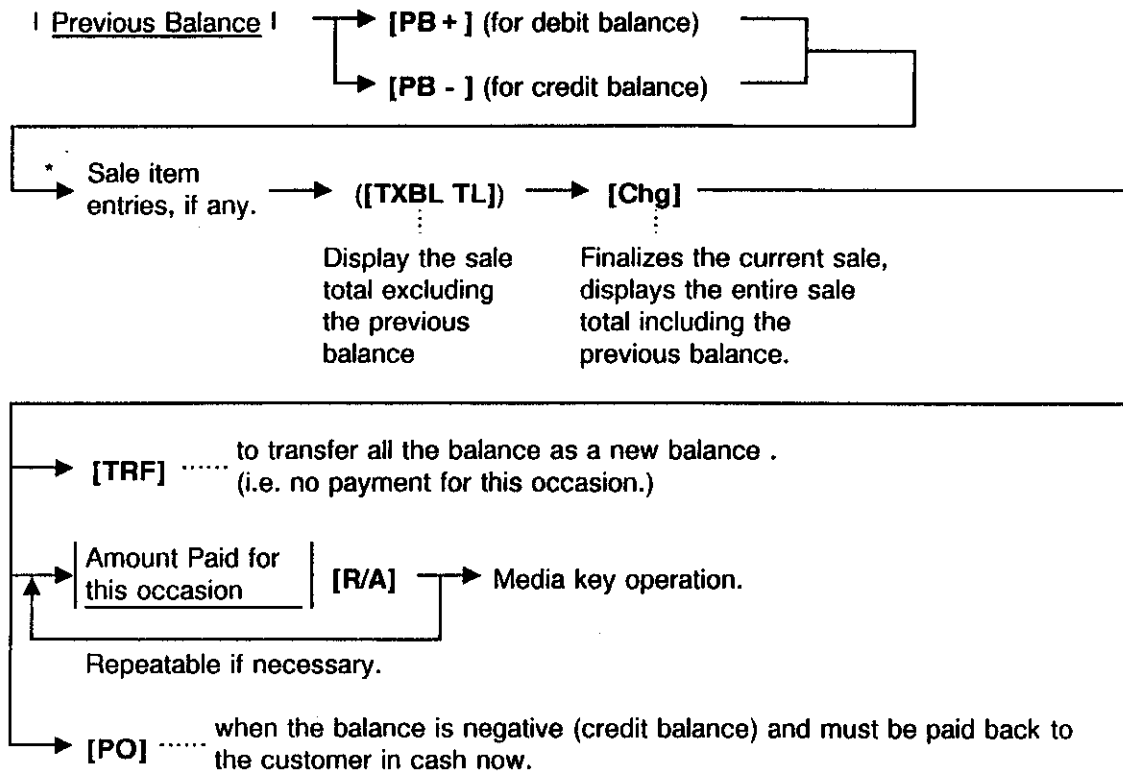 | Previous Balance | [PB + ] (for debit balance)
[PB - ] (for credit balance)
* Sale item
entries, if any.
([TXBL TL])
[Chg]
Display the sale
total excluding
the previous
balance
Finalizes the current sale,
displays the entire sale
total including the
previous balance.
[TRF] ...... to transfer all the balance as a new balance .
(i.e. no payment for this occasion.)
Amount Paid for
this occasion
[R/A]
Media key operation.
Repeatable if necessary.
[PO] ...... when the balance is negative (credit balance) and must be paid back to
the customer in cash now.